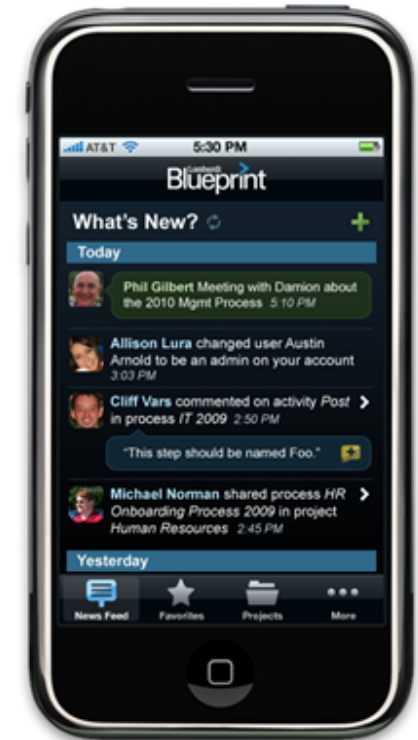 AT&T 5:30 PM
Lombardi
Blueprint
What's New?
Today
Phil Gilbert Meeting with Damion about
the 2010 Mgmt Process 5:10 PM
Allison Lura changed user Austin
Arnold to be an admin on your account
3:03 PM
Cliff Vars commented on activity Post
in process IT 2009 2:50 PM
"This step should be named Foo."
Michael Norman shared process HR
Onboarding Process 2009 in project
Human Resources 2:45 PM
Yesterday
News Feed Favorites Projects More